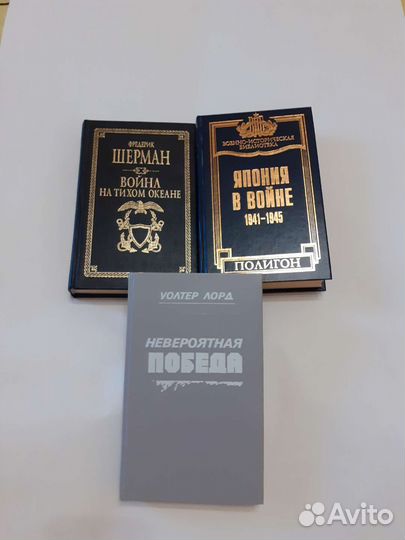 ФРЕДЕРИК
ШЕРМАН
ВОЙНА
НА ТИХОМ ОКЕАНЕ
ВОЕННО-ИСТОРИЧЕСКАЯ
БИБЛИОТЕКА
ЯПОНИЯ
В ВОЙНЕ
1941-1945
ПОЛИГОН
УОЛТЕР ЛОРД
НЕВЕРОЯТНАЯ
ПОБЕДА
Avito